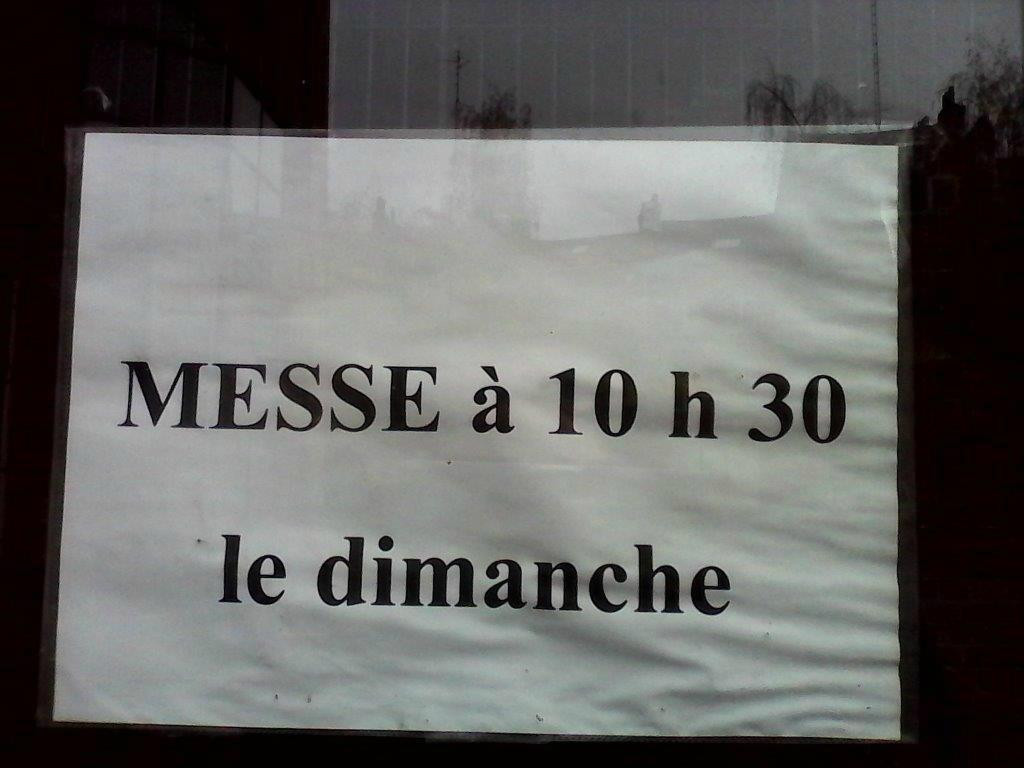 MESSE à 10 h 30
le dimanche